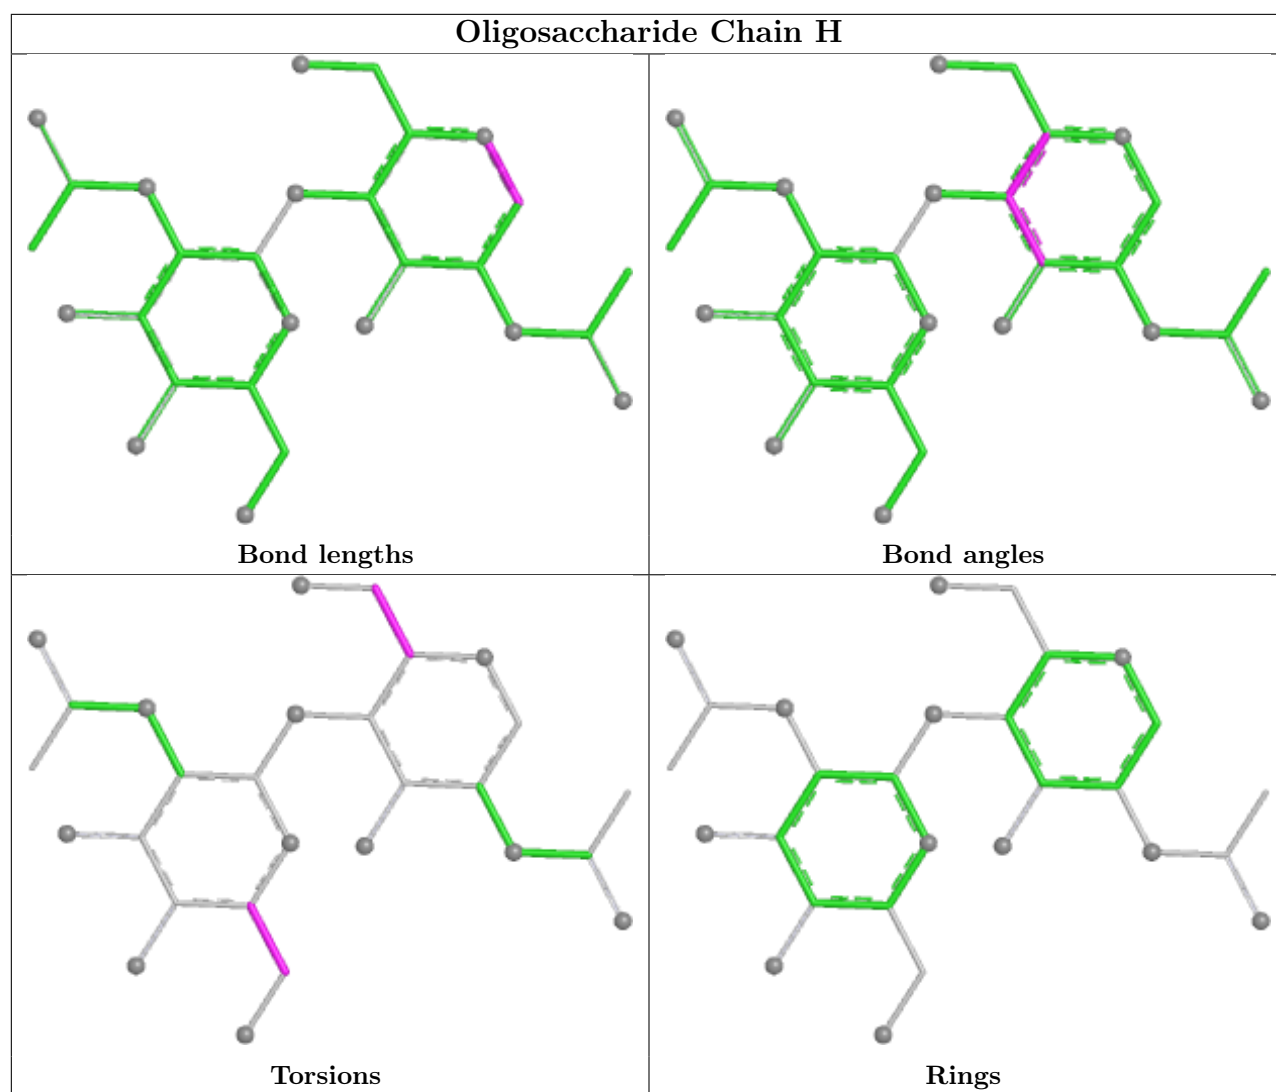 Oligosaccharide Chain H
Bond lengths
Bond angles
Torsions
Rings